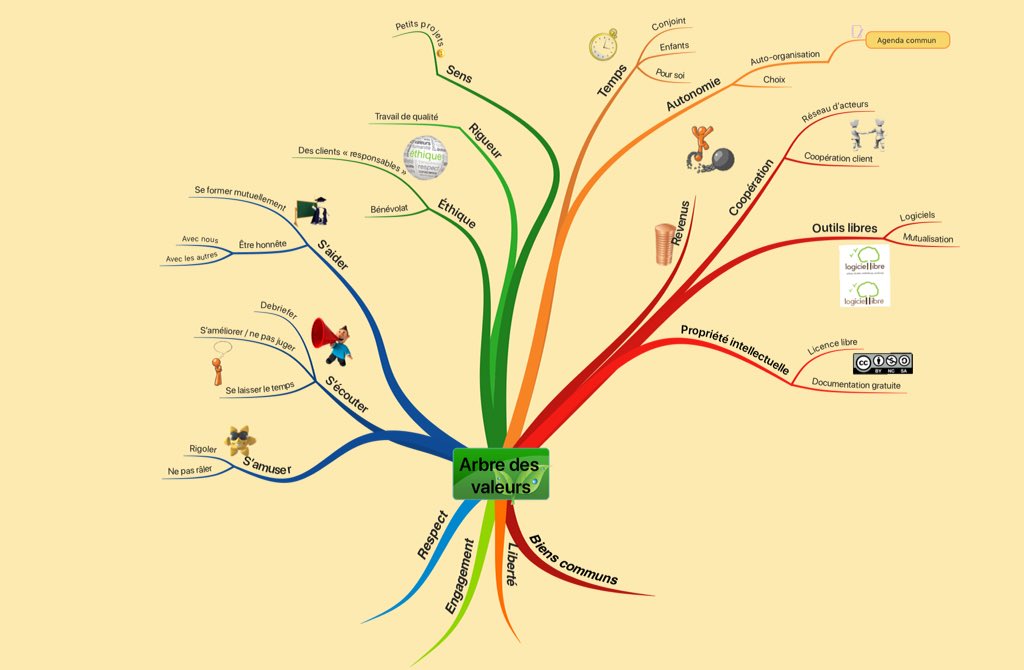 Arbre des
valeurs
Sens
Petits projets
Rigueur
Travail de qualité
Éthique
Des clients « responsables »
Bénévolat
éthique
respect
S'aider
Se former mutuellement
Être honnête
Avec nous
Avec les autres
S'écouter
Debriefer
S'améliorer / ne pas juger
Se laisser le temps
S'amuser
Rigoler
Ne pas râler
Temps
Conjoint
Enfants
Pour soi
Autonomie
Auto-organisation
Agenda commun
Choix
Revenus
Coopération
Réseau d'acteurs
Coopération client
Outils libres
Logiciels
Mutualisation
logiciel libre
logiciel libre
Propriété intellectuelle
Licence libre
Documentation gratuite
cc
BY NC SA
Respect
Engagement
Liberté
Biens communs